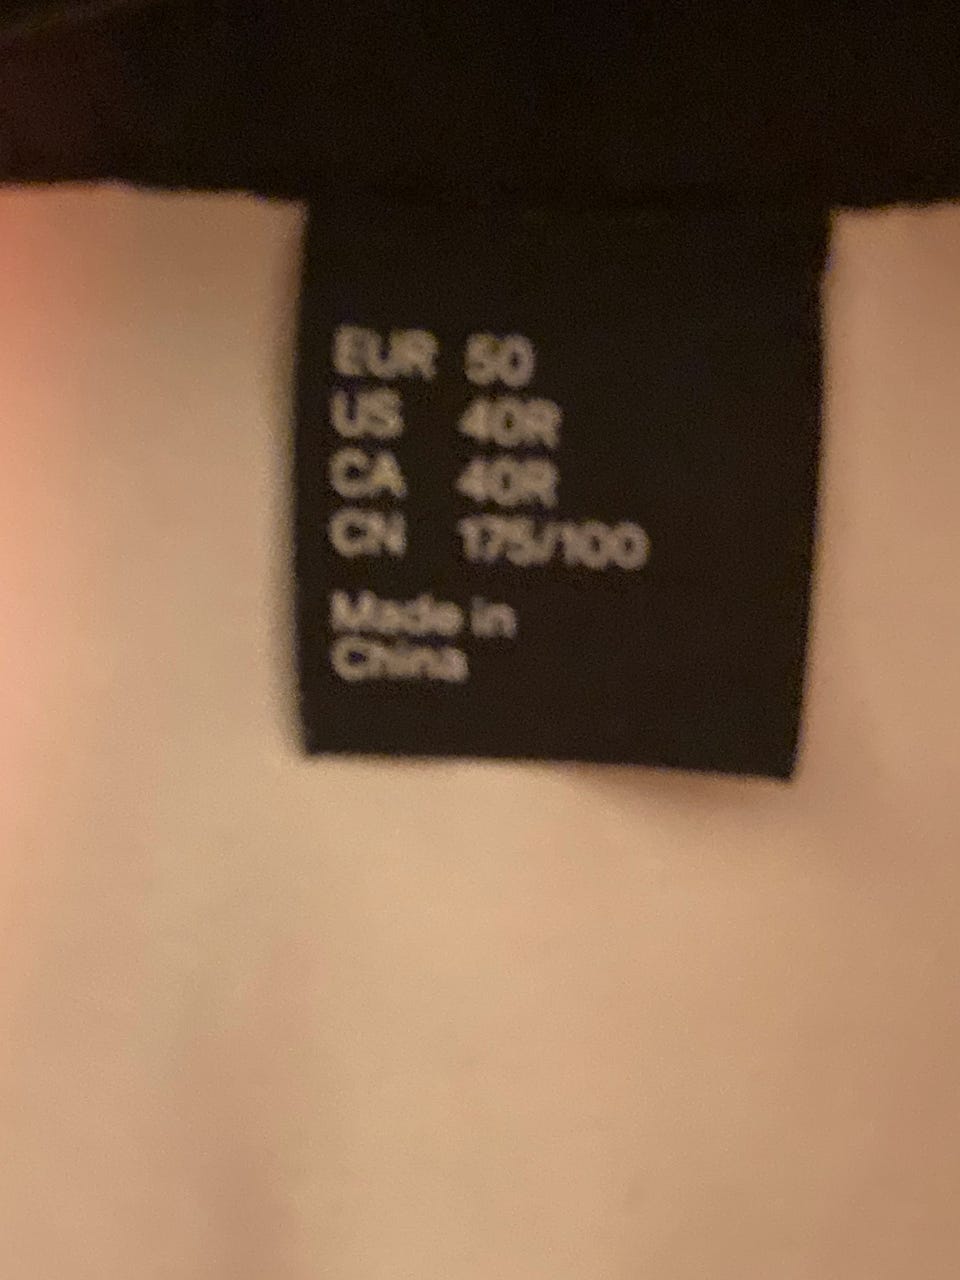 EUR 50
US 40R
CA 40R
CN 175/100
Made in
China